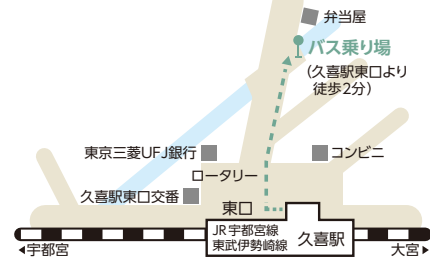 弁当屋
バス乗り場
(久喜駅東口より
徒歩2分)
東京三菱UFJ銀行
コンビニ
ロータリー
久喜駅東口交番
東口
JR宇都宮線
東武伊勢崎線
久喜駅
◀宇都宮
大宮▶